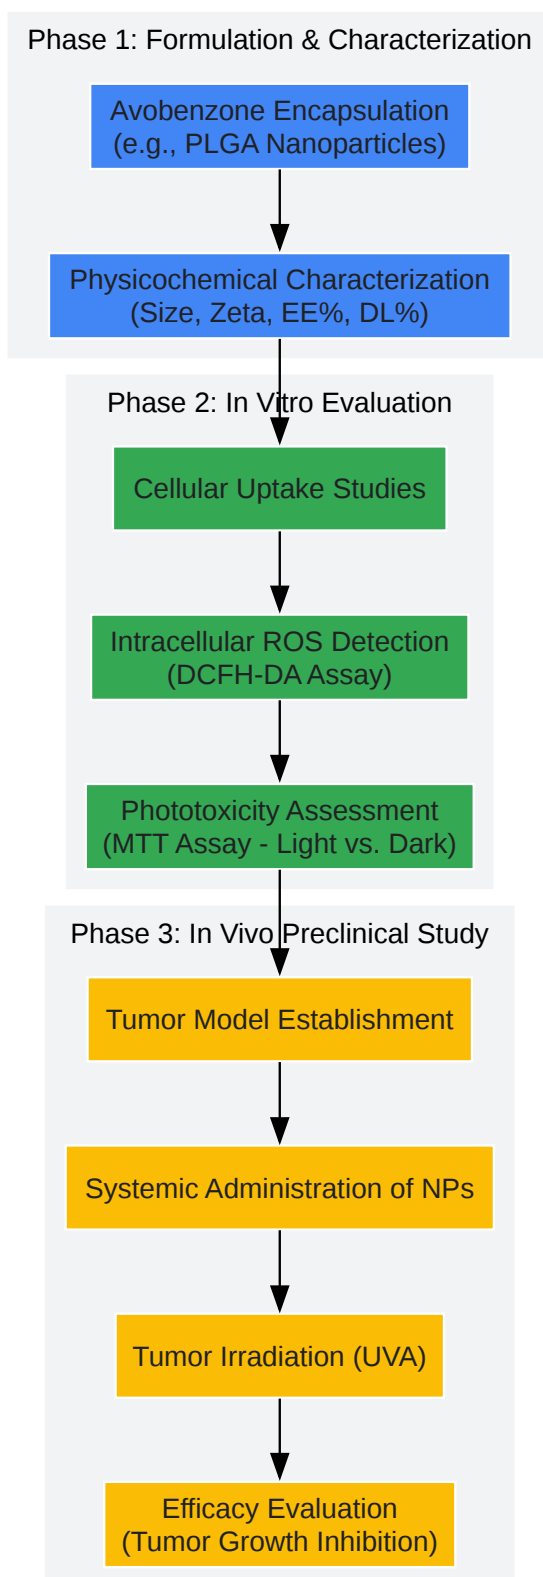 Phase 1: Formulation & Characterization
Avobenzone Encapsulation
(e.g., PLGA Nanoparticles)
Physicochemical Characterization
(Size, Zeta, EE%, DL%)
Phase 2: In Vitro Evaluation
Cellular Uptake Studies
Intracellular ROS Detection
(DCFH-DA Assay)
Phototoxicity Assessment
(MTT Assay - Light vs. Dark)
Phase 3: In Vivo Preclinical Study
Tumor Model Establishment
Systemic Administration of NPs
Tumor Irradiation (UVA)
Efficacy Evaluation
(Tumor Growth Inhibition)